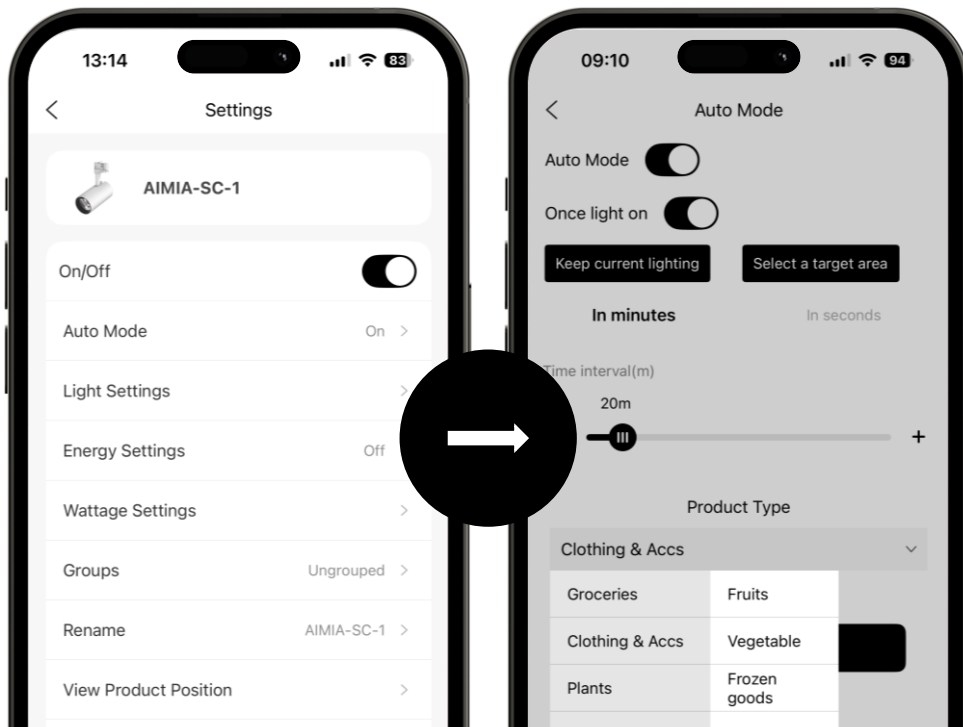 13:14
83
Settings
AIMIA-SC-1
On/Off
Auto Mode
On
Light Settings
Energy Settings
Off
Wattage Settings
Groups
Ungrouped
Rename
AIMIA-SC-1
View Product Position
09:10
94
Auto Mode
Auto Mode
Once light on
Keep current lighting
Select a target area
In minutes
In seconds
Time interval(m)
20m
+
Product Type
Clothing & Accs
Groceries
Fruits
Clothing & Accs
Vegetable
Plants
Frozen
goods